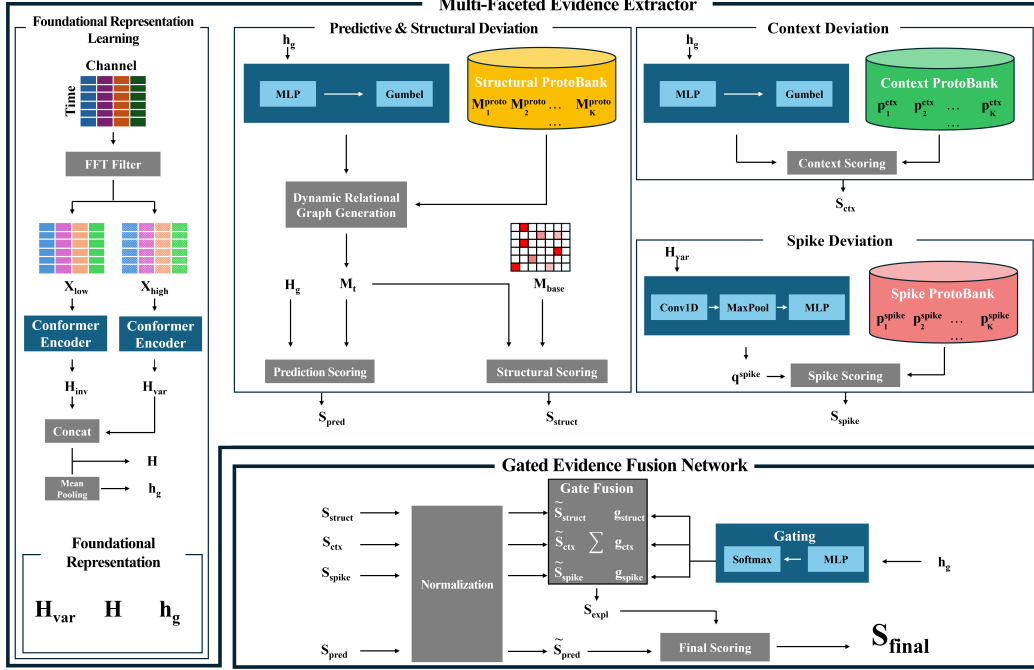 Multi-Faceted Evidence Extractor
Foundational Representation
Learning
Channel
Time
FFT Filter
X_low
X_high
Conformer
Encoder
Conformer
Encoder
H_inv
H_var
Concat
H
Mean
Pooling
h_g
Foundational
Representation
H_var H h_g
Predictive & Structural Deviation
h_g
MLP
Gumbel
Structural ProtoBank
M_1^proto M_2^proto ... M_K^proto
...
Dynamic Relational
Graph Generation
H_g
M_t
M_base
Prediction Scoring
Structural Scoring
S_pred
S_struct
Context Deviation
h_g
MLP
Gumbel
Context ProtoBank
p_1^ctx p_2^ctx ... p_K^ctx
...
Context Scoring
S_ctx
Spike Deviation
H_var
Conv1D
MaxPool
MLP
Spike ProtoBank
p_1^spike p_2^spike ... p_K^spike
...
q^spike
Spike Scoring
S_spike
Gated Evidence Fusion Network
S_struct
S_ctx
S_spike
S_pred
Normalization
Gate Fusion
S̃_struct g_struct
S̃_ctx ∑ g_ctx
S̃_spike g_spike
Gating
Softmax
MLP
h_g
S_expl
S̃_pred
Final Scoring
S_final